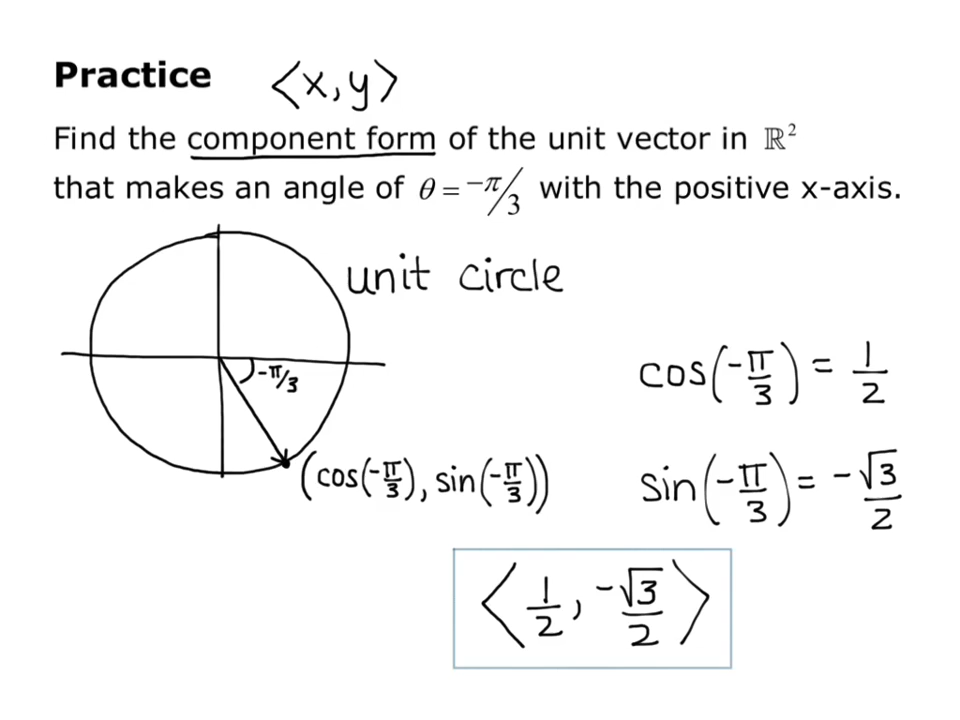 Practice <x, y>
Find the component form of the unit vector in ℝ²
that makes an angle of θ = −π/3 with the positive x-axis.
unit circle
-π/3
cos(-π/3) = 1/2
(cos(-π/3), sin(-π/3))
sin(-π/3) = -√3/2
<1/2, -√3/2>